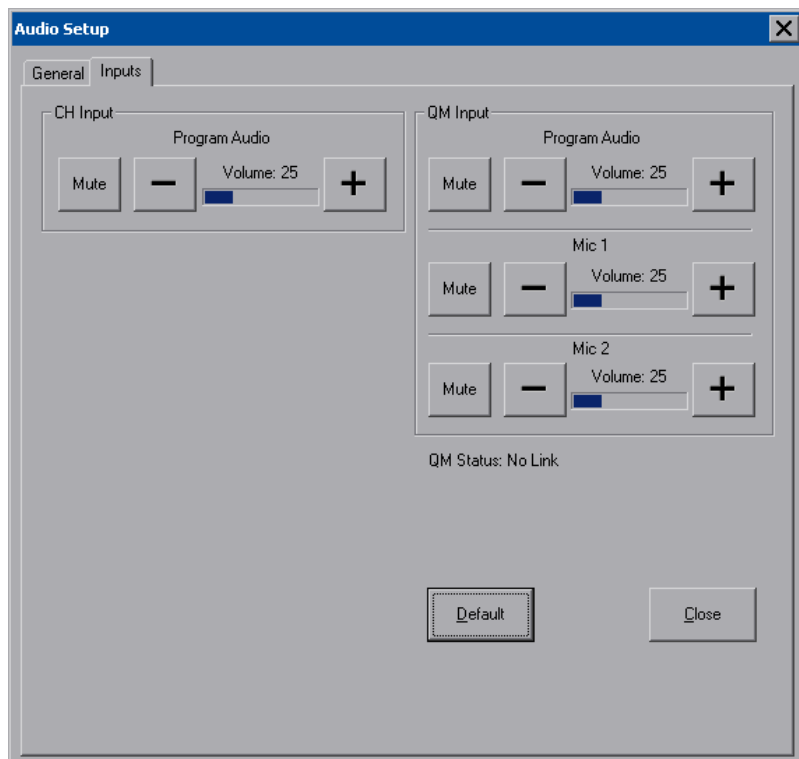 Audio Setup
General Inputs
CH Input
Program Audio
Mute Volume: 25
QM Input
Program Audio
Mute Volume: 25
Mic 1
Mute Volume: 25
Mic 2
Mute Volume: 25
QM Status: No Link
Default Close